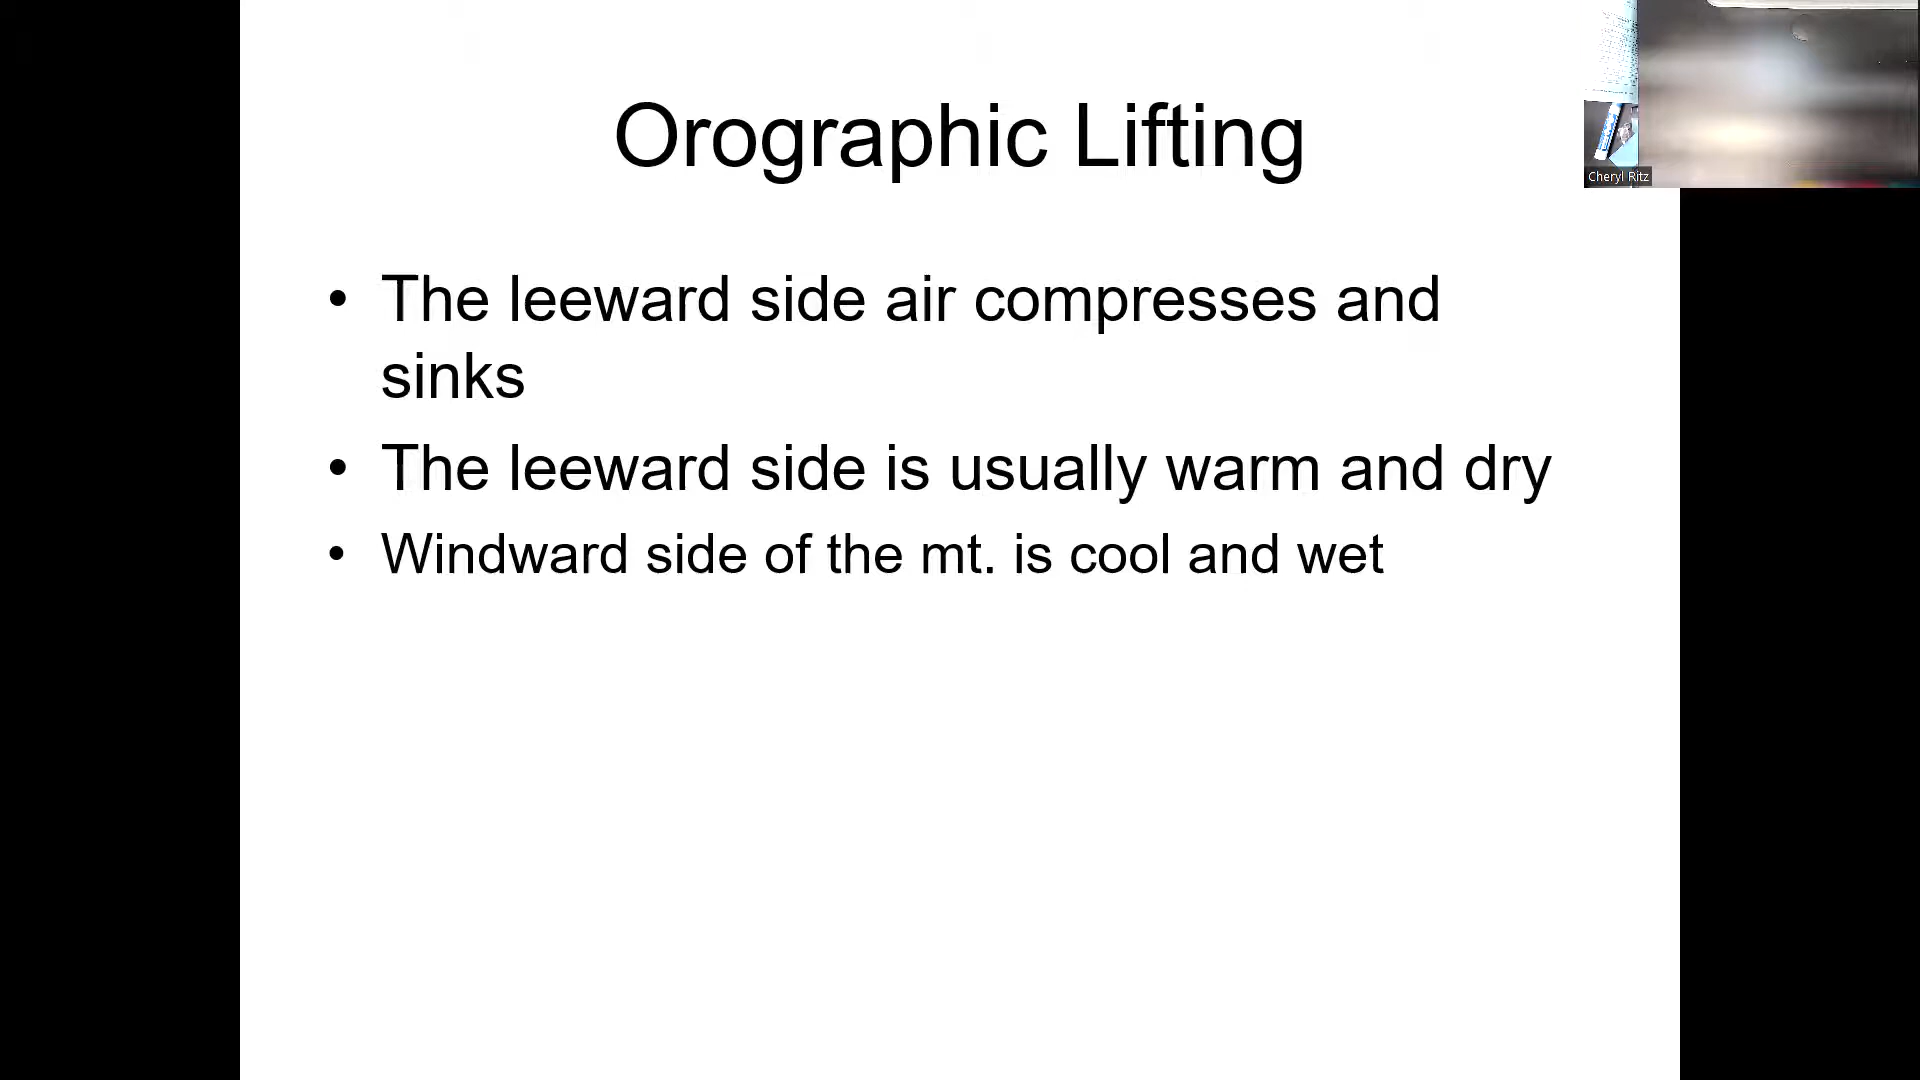 Orographic Lifting
• The leeward side air compresses and
sinks
• The leeward side is usually warm and dry
• Windward side of the mt. is cool and wet
Cheryl Ritz